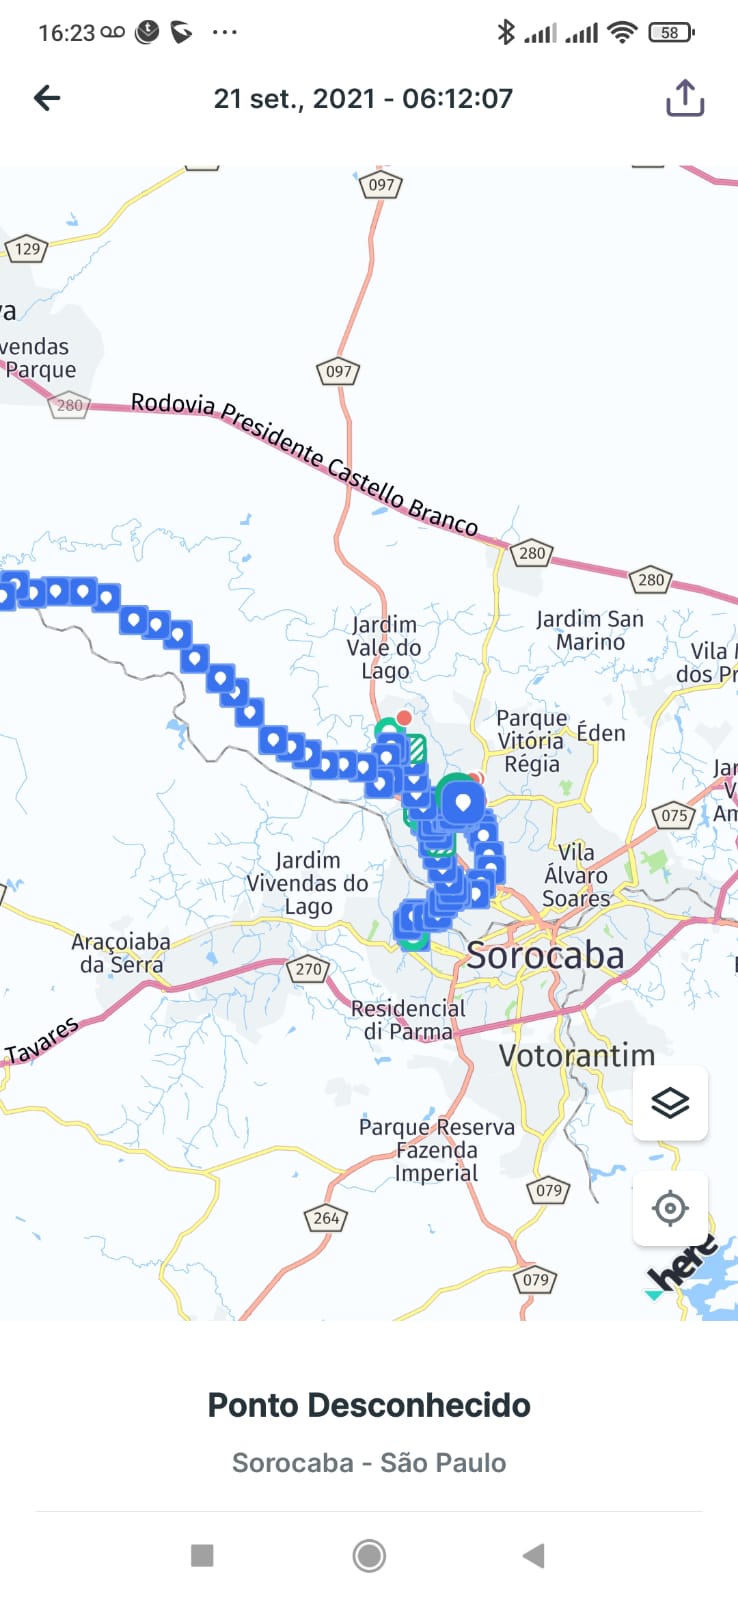 16:23
58
21 set., 2021 - 06:12:07
097
129
va
vendas
Parque
097
280
Rodovia Presidente Castello Branco
280
280
Jardim
Vale do
Lago
Jardim San
Marino
Vila
dos Pr
Parque
Vitória
Régia
Éden
Jar
V
Am
075
Jardim
Vivendas do
Lago
Vila
Álvaro
Soares
Araçoiaba
da Serra
270
Sorocaba
Residencial
di Parma
Tavares
Votorantim
Parque Reserva
Fazenda
Imperial
079
264
079
here
Ponto Desconhecido
Sorocaba - São Paulo